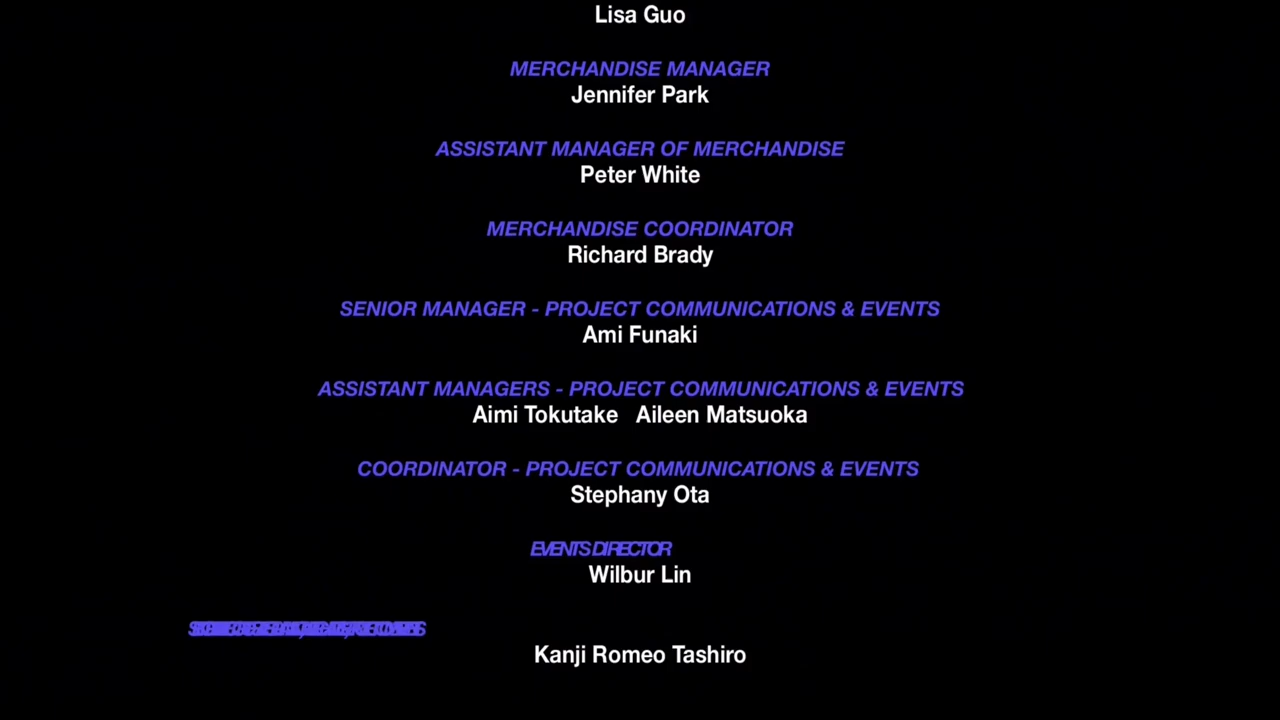 Lisa Guo
MERCHANDISE MANAGER
Jennifer Park
ASSISTANT MANAGER OF MERCHANDISE
Peter White
MERCHANDISE COORDINATOR
Richard Brady
SENIOR MANAGER - PROJECT COMMUNICATIONS & EVENTS
Ami Funaki
ASSISTANT MANAGERS - PROJECT COMMUNICATIONS & EVENTS
Aimi Tokutake   Aileen Matsuoka
COORDINATOR - PROJECT COMMUNICATIONS & EVENTS
Stephany Ota
EVENTS DIRECTOR
Wilbur Lin
Kanji Romeo Tashiro